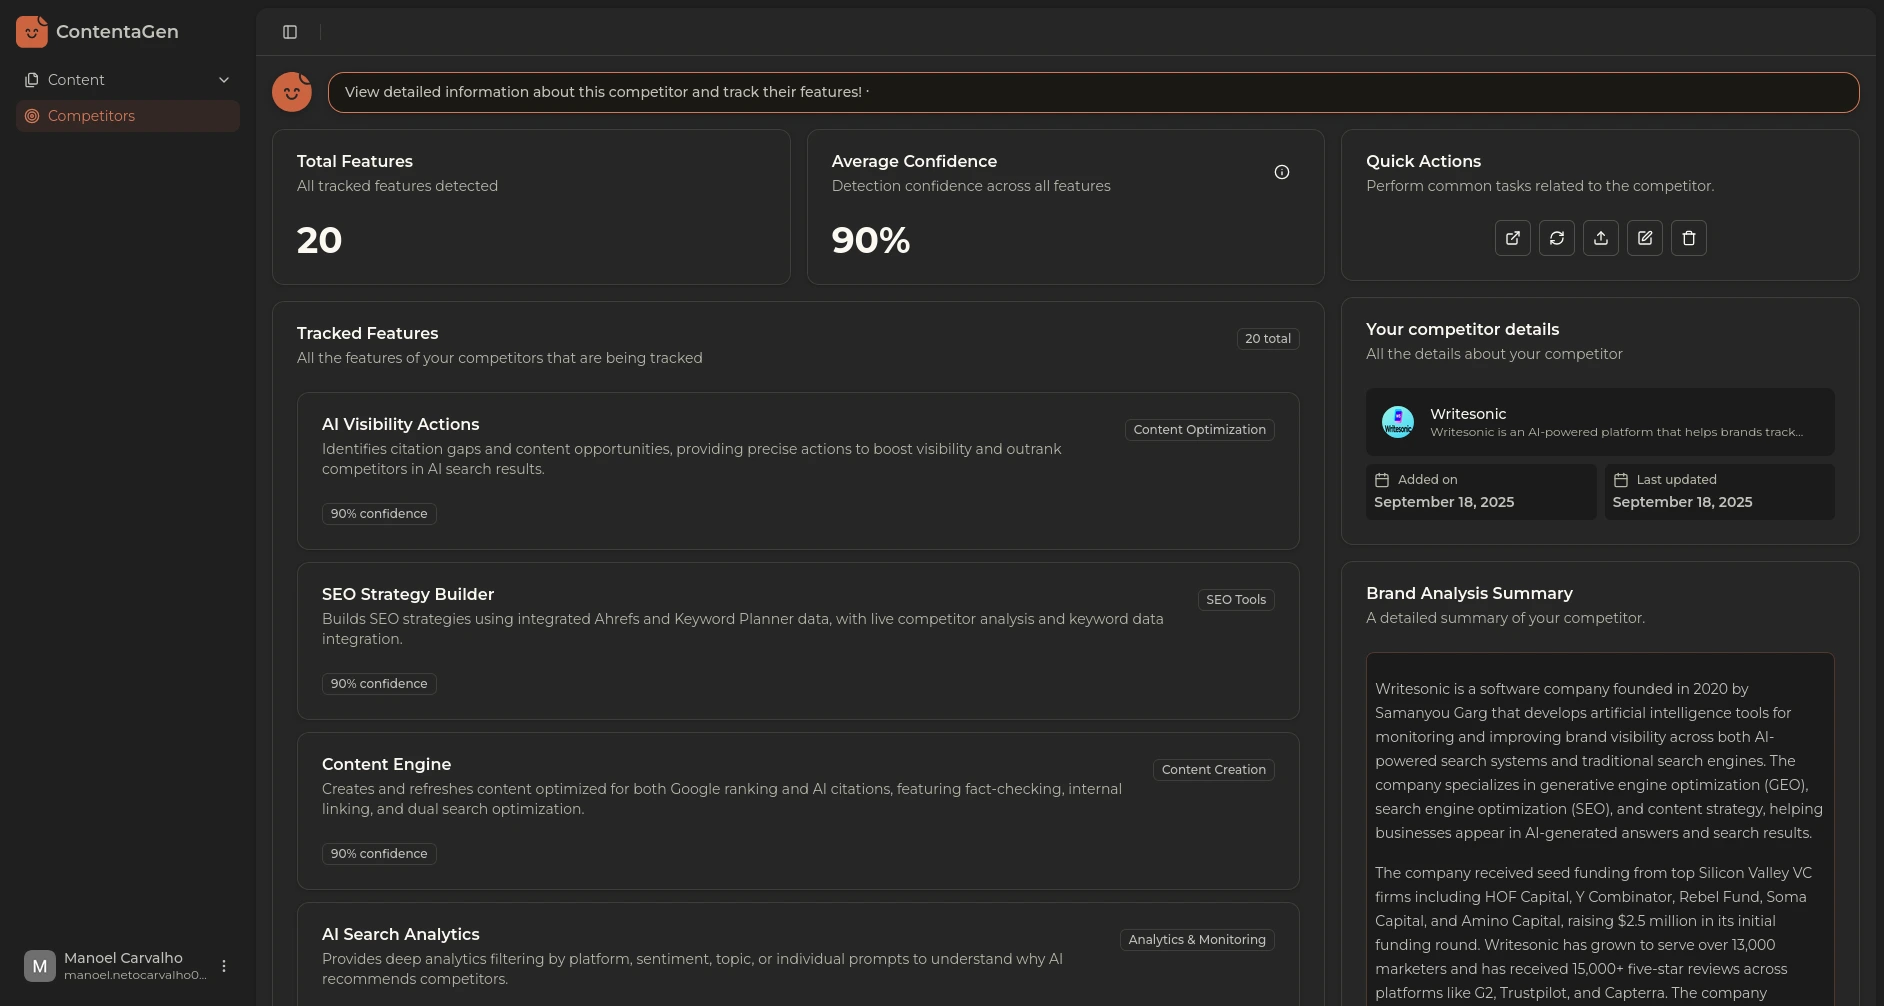 ContentaGen
Content
Competitors
View detailed information about this competitor and track their features! ·
Total Features
All tracked features detected
20
Average Confidence
Detection confidence across all features
90%
Quick Actions
Perform common tasks related to the competitor.
Tracked Features
All the features of your competitors that are being tracked
20 total
AI Visibility Actions
Identifies citation gaps and content opportunities, providing precise actions to boost visibility and outrank
competitors in AI search results.
Content Optimization
90% confidence
SEO Strategy Builder
Builds SEO strategies using integrated Ahrefs and Keyword Planner data, with live competitor analysis and keyword data
integration.
SEO Tools
90% confidence
Content Engine
Creates and refreshes content optimized for both Google ranking and AI citations, featuring fact-checking, internal
linking, and dual search optimization.
Content Creation
90% confidence
AI Search Analytics
Provides deep analytics filtering by platform, sentiment, topic, or individual prompts to understand why AI
recommends competitors.
Analytics & Monitoring
Your competitor details
All the details about your competitor
Writesonic
Writesonic
Writesonic is an AI-powered platform that helps brands track...
Added on
September 18, 2025
Last updated
September 18, 2025
Brand Analysis Summary
A detailed summary of your competitor.
Writesonic is a software company founded in 2020 by
Samanyou Garg that develops artificial intelligence tools for
monitoring and improving brand visibility across both AI-
powered search systems and traditional search engines. The
company specializes in generative engine optimization (GEO),
search engine optimization (SEO), and content strategy, helping
businesses appear in AI-generated answers and search results.
The company received seed funding from top Silicon Valley VC
firms including HOF Capital, Y Combinator, Rebel Fund, Soma
Capital, and Amino Capital, raising $2.5 million in its initial
funding round. Writesonic has grown to serve over 13,000
marketers and has received 15,000+ five-star reviews across
platforms like G2, Trustpilot, and Capterra. The company
M
Manoel Carvalho
manoel.netocarvalho0...